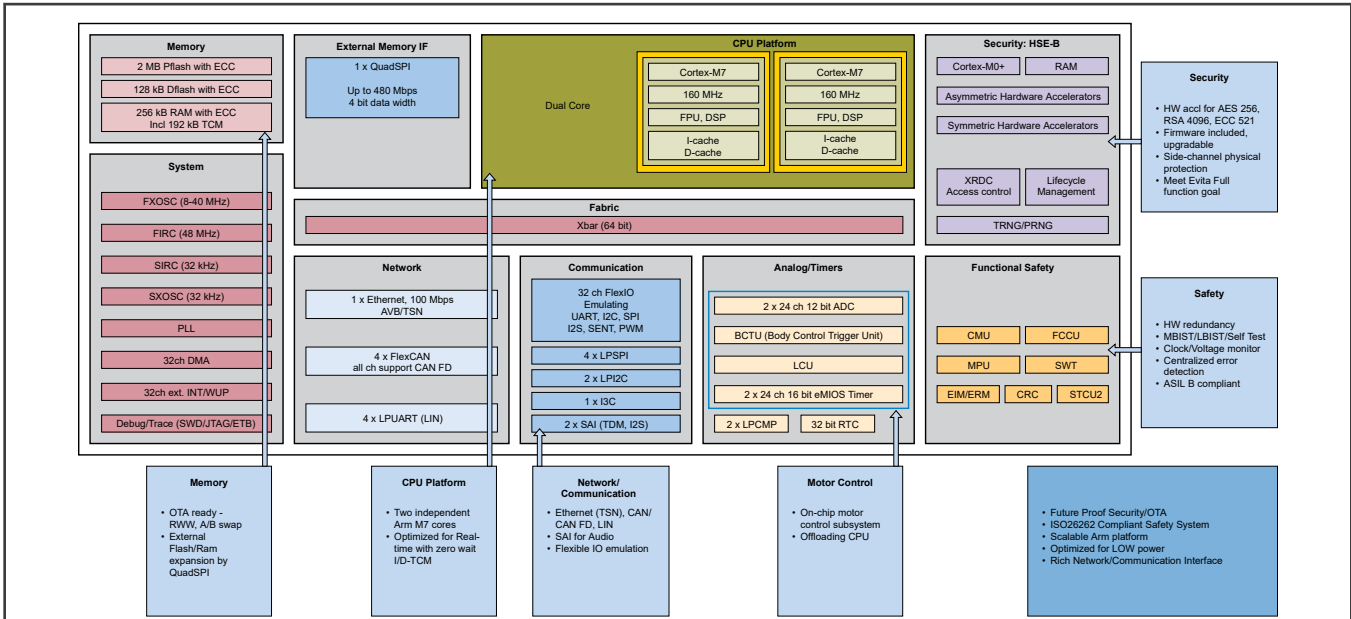 Memory
2 MB Pflash with ECC
128 kB Dflash with ECC
256 kB RAM with ECC
Incl 192 kB TCM
System
FXOSC (8-40 MHz)
FIRC (48 MHz)
SIRC (32 kHz)
SXOSC (32 kHz)
PLL
32ch DMA
32ch ext. INT/WUP
Debug/Trace (SWD/JTAG/ETB)
External Memory IF
1 x QuadSPI
Up to 480 Mbps
4 bit data width
CPU Platform
Dual Core
Cortex-M7
160 MHz
FPU, DSP
I-cache
D-cache
Cortex-M7
160 MHz
FPU, DSP
I-cache
D-cache
Fabric
Xbar (64 bit)
Network
1 x Ethernet, 100 Mbps
AVB/TSN
4 x FlexCAN
all ch support CAN FD
4 x LPUART (LIN)
Communication
32 ch FlexIO
Emulating
UART, I2C, SPI
I2S, SENT, PWM
4 x LPSPI
2 x LPI2C
1 x I3C
2 x SAI (TDM, I2S)
Analog/Timers
2 x 24 ch 12 bit ADC
BCTU (Body Control Trigger Unit)
LCU
2 x 24 ch 16 bit eMIOS Timer
2 x LPCMP
32 bit RTC
Security: HSE-B
Cortex-M0+
RAM
Asymmetric Hardware Accelerators
Symmetric Hardware Accelerators
XRDC
Access control
Lifecycle
Management
TRNG/PRNG
Functional Safety
CMU
FCCU
MPU
SWT
EIM/ERM
CRC
STCU2
Security
• HW accl for AES 256,
RSA 4096, ECC 521
• Firmware included,
upgradable
• Side-channel physical
protection
• Meet Evita Full
function goal
Safety
• HW redundancy
• MBIST/LBIST/Self Test
• Clock/Voltage monitor
• Centralized error
detection
• ASIL B compliant
Memory
• OTA ready -
RWW, A/B swap
• External
Flash/Ram
expansion by
QuadSPI
CPU Platform
• Two independent
Arm M7 cores
• Optimized for Real-
time with zero wait
I/D-TCM
Network/
Communication
• Ethernet (TSN), CAN/
CAN FD, LIN
• SAI for Audio
• Flexible IO emulation
Motor Control
• On-chip motor
control subsystem
• Offloading CPU
• Future Proof Security/OTA
• ISO26262 Compliant Safety System
• Scalable Arm platform
• Optimized for LOW power
• Rich Network/Communication Interface